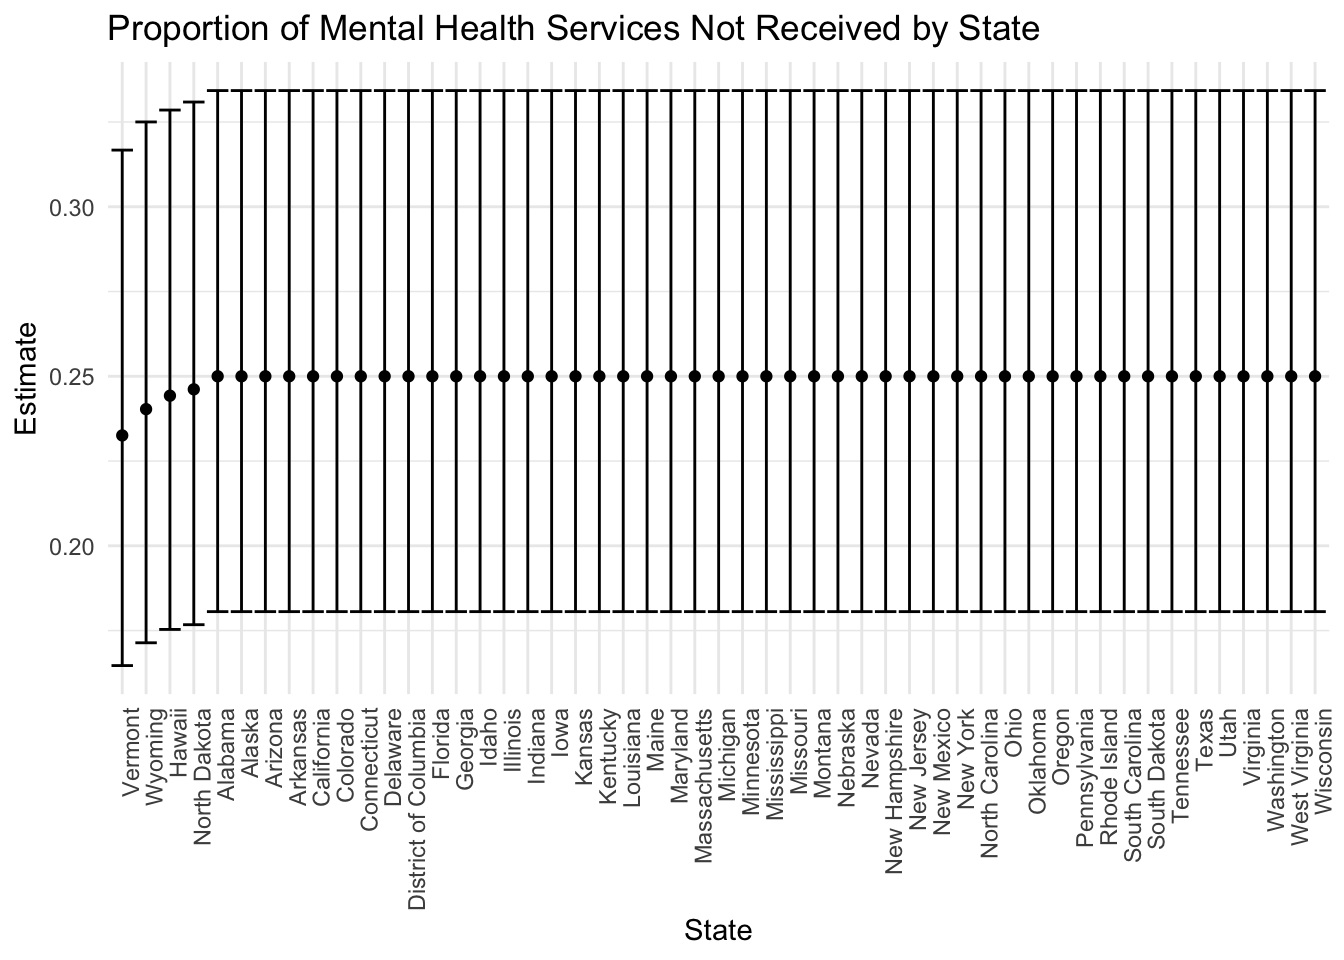 Proportion of Mental Health Services Not Received by State
Estimate
0.30
0.25
0.20
Vermont
Wyoming
Hawaii
North Dakota
Alabama
Alaska
Arizona
Arkansas
California
Colorado
Connecticut
Delaware
District of Columbia
Florida
Georgia
Idaho
Illinois
Indiana
Iowa
Kansas
Kentucky
Louisiana
Maine
Maryland
Massachusetts
Michigan
Minnesota
Mississippi
Missouri
Montana
Nebraska
Nevada
New Hampshire
New Jersey
New Mexico
New York
North Carolina
Ohio
Oklahoma
Oregon
Pennsylvania
Rhode Island
South Carolina
South Dakota
Tennessee
Texas
Utah
Virginia
Washington
West Virginia
Wisconsin
State